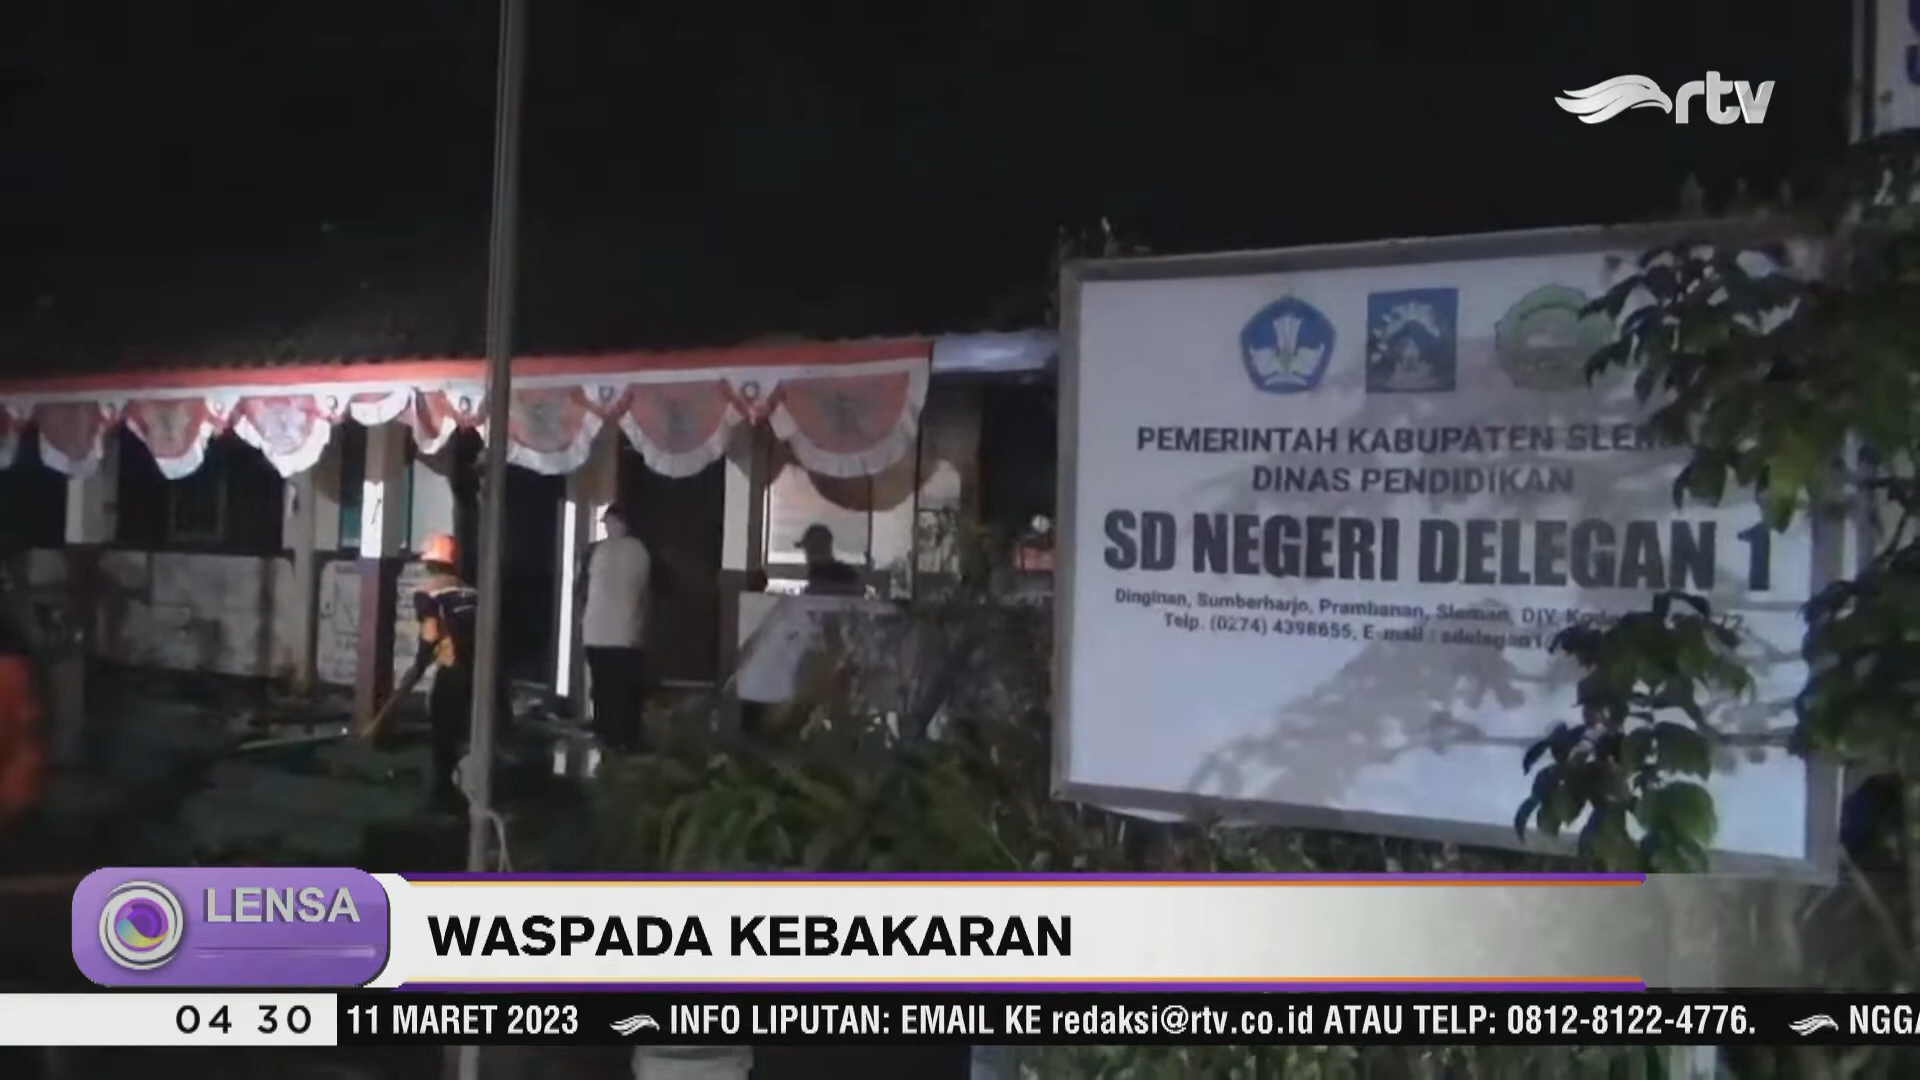 rtv
PEMERINTAH KABUPATEN
DINAS PENDIDIKAN
SD NEGERI DELEGAN 1
Dinginan, Sumberharjo, Prambanan, Sleman, DIY.
Telp. (0274) 4398655, E-mail :
LENSA
WASPADA KEBAKARAN
04 30
11 MARET 2023 INFO LIPUTAN: EMAIL KE redaksi@rtv.co.id ATAU TELP: 0812-8122-4776.